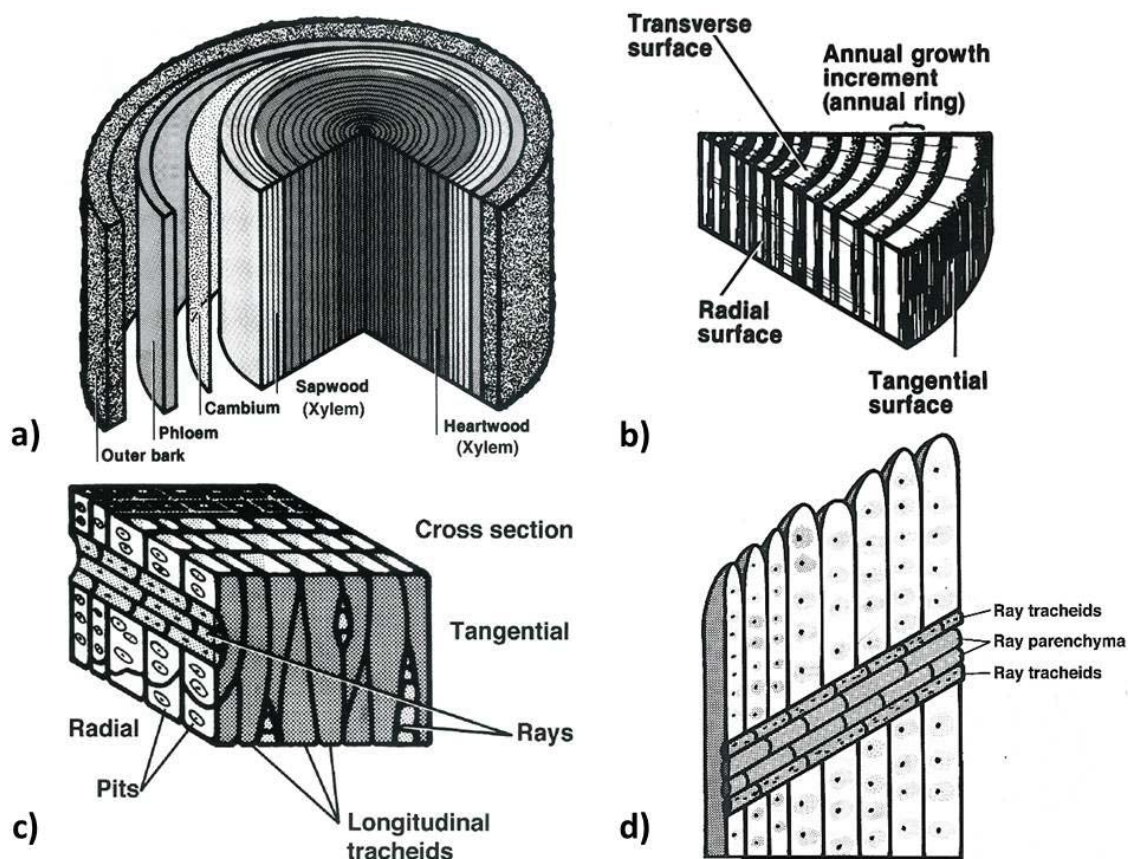 Sapwood
(Xylem)
Cambium
Heartwood
(Xylem)
Phloem
Outer bark
a)
Transverse
surface
Annual growth
increment
(annual ring)
Radial
surface
Tangential
surface
b)
Cross section
Tangential
Radial
Rays
Pits
Longitudinal
tracheids
c)
Ray tracheids
Ray parenchyma
Ray tracheids
d)